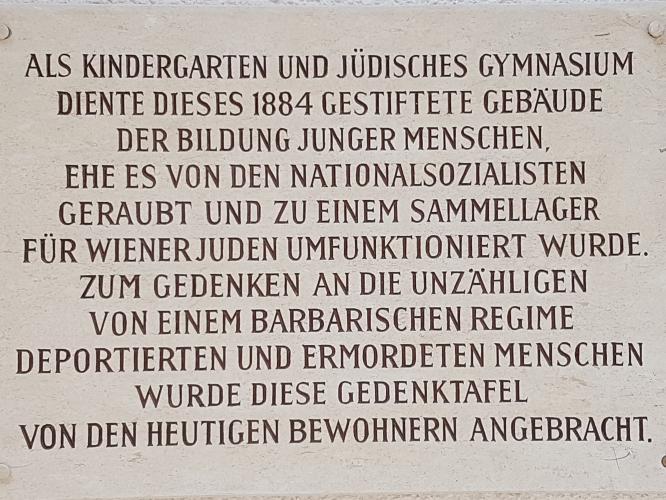 ALS KINDERGARTEN UND JÜDISCHES GYMNASIUM
DIENTE DIESES 1884 GESTIFTETE GEBÄUDE
DER BILDUNG JUNGER MENSCHEN,
EHE ES VON DEN NATIONALSOZIALISTEN
GERAUBT UND ZU EINEM SAMMELLAGER
FÜR WIENER JUDEN UMFUNKTIONIERT WURDE.
ZUM GEDENKEN AN DIE UNZÄHLIGEN
VON EINEM BARBARISCHEN REGIME
DEPORTIERTEN UND ERMORDETEN MENSCHEN
WURDE DIESE GEDENKTAFEL
VON DEN HEUTIGEN BEWOHNERN ANGEBRACHT.